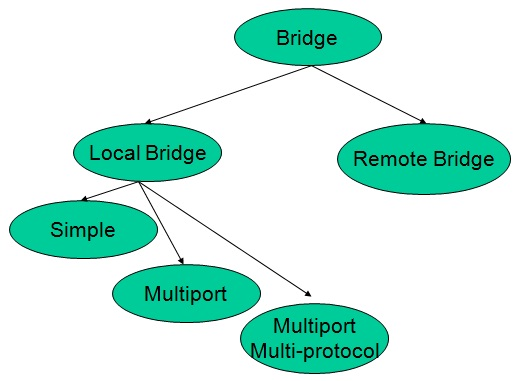 Bridge
Local Bridge
Remote Bridge
Simple
Multiport
Multiport
Multi-protocol